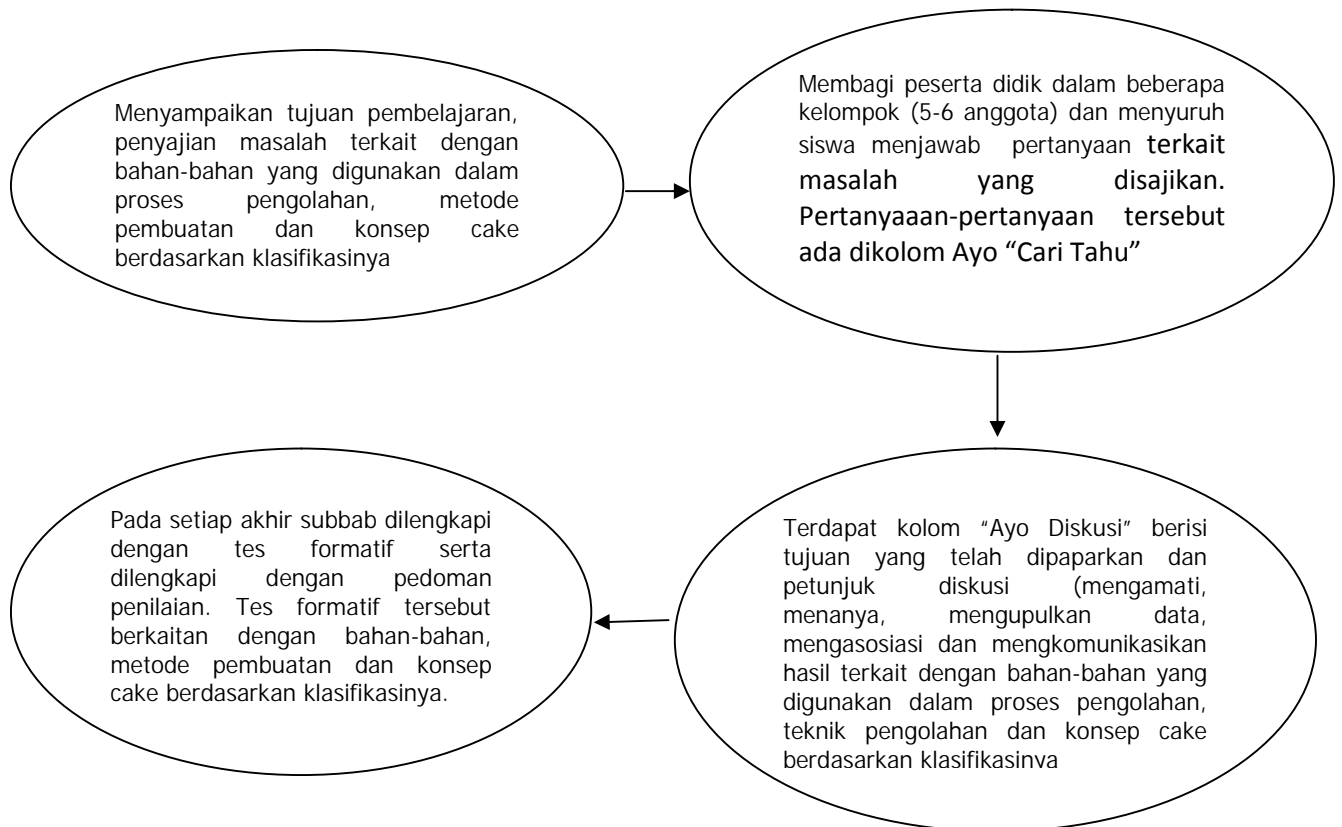 Menyampaikan tujuan pembelajaran,
penyajian masalah terkait dengan
bahan-bahan yang digunakan dalam
proses pengolahan, metode
pembuatan dan konsep cake
berdasarkan klasifikasinya
Membagi peserta didik dalam beberapa
kelompok (5-6 anggota) dan menyuruh
siswa menjawab pertanyaan terkait
masalah yang disajikan.
Pertanyaaan-pertanyaan tersebut
ada dikolom Ayo “Cari Tahu”
Terdapat kolom “Ayo Diskusi” berisi
tujuan yang telah dipaparkan dan
petunjuk diskusi (mengamati,
menanya, mengupulkan data,
mengasosiasi dan mengkomunikasikan
hasil terkait dengan bahan-bahan yang
digunakan dalam proses pengolahan,
teknik pengolahan dan konsep cake
berdasarkan klasifikasinya
Pada setiap akhir subbab dilengkapi
dengan tes formatif serta
dilengkapi dengan pedoman
penilaian. Tes formatif tersebut
berkaitan dengan bahan-bahan,
metode pembuatan dan konsep
cake berdasarkan klasifikasinya.